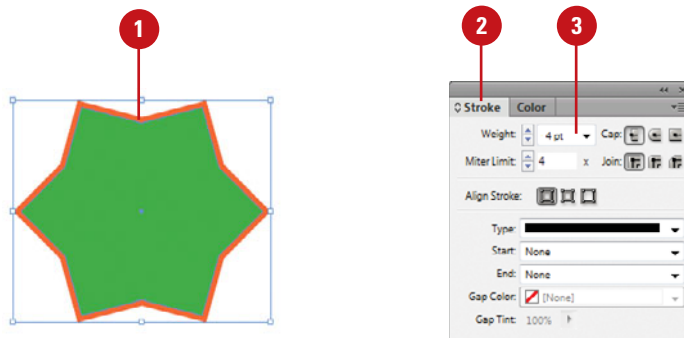 1
2 3
Stroke Color
Weight: 4 pt Cap:
Miter Limit: 4 x Join:
Align Stroke:
Type:
Start: None
End: None
Gap Color: [None]
Gap Tint: 100%